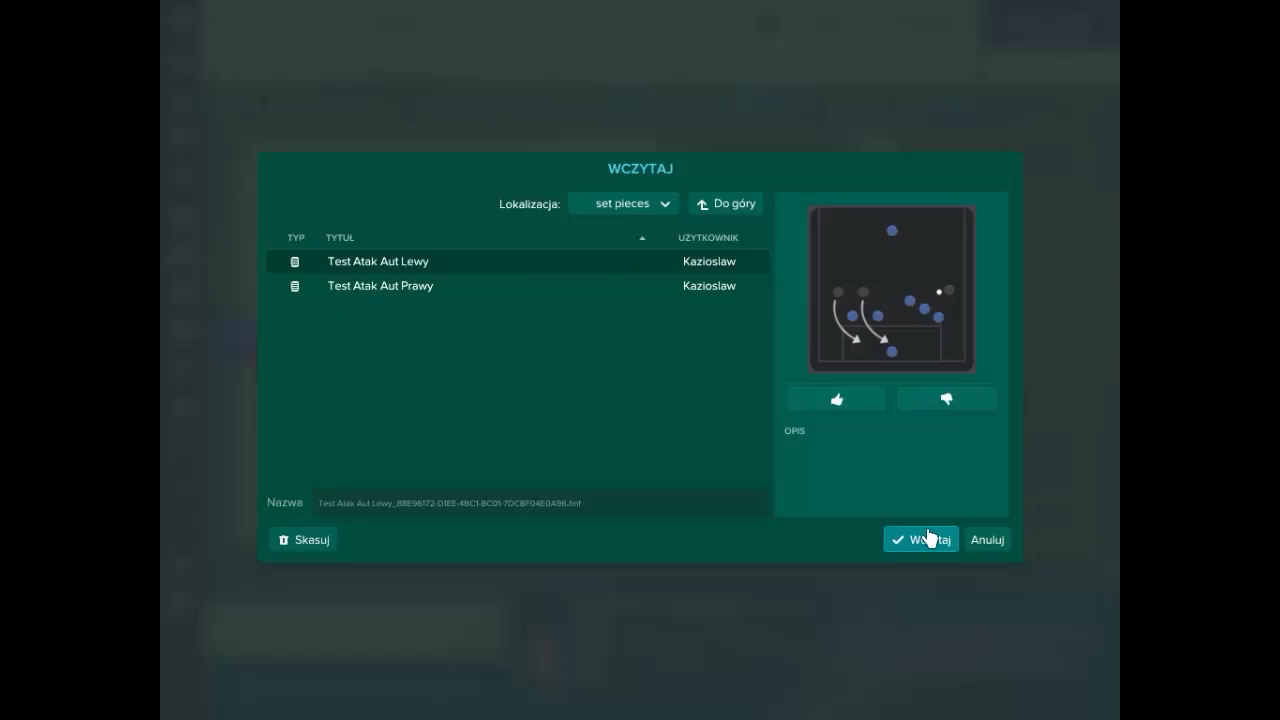 WCZYTAJ
Lokalizacja: set pieces Do góry
TYP TYTUŁ UŻYTKOWNIK
Test Atak Aut Lewy Kazioslaw
Test Atak Aut Prawy Kazioslaw
OPIS
Nazwa Test Atak Aut Lewy_88E96172-D1EE-4BC1-BC01-7DCBF04E0A96.fmf
Skasuj Anuluj